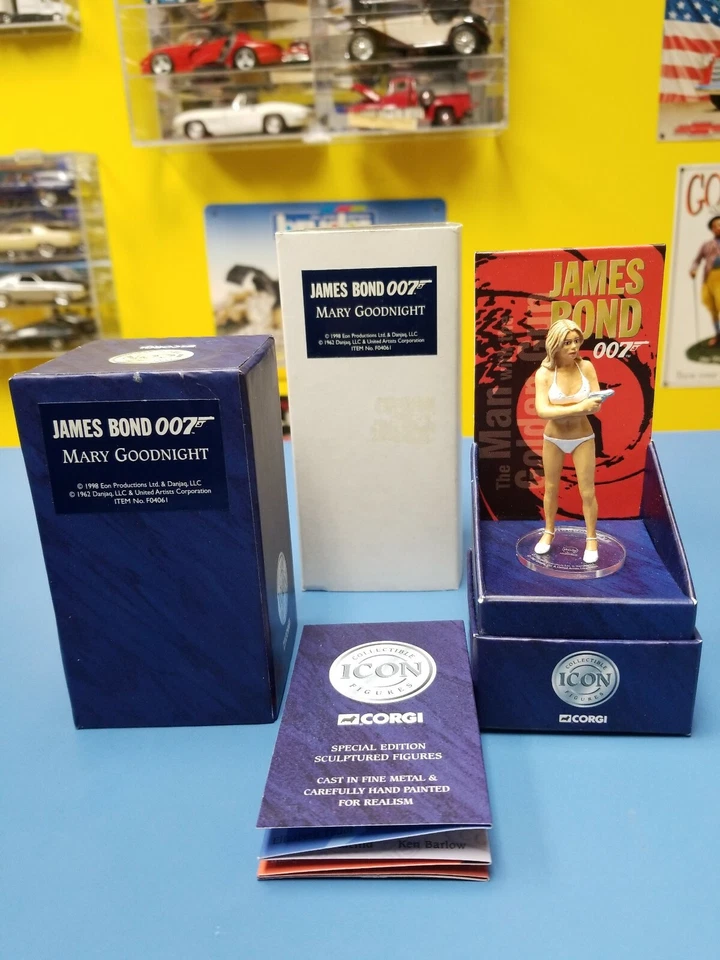 JAMES BOND 007
MARY GOODNIGHT
© 1998 Eon Productions Ltd. & Danjaq, LLC
© 1962 Danjaq, LLC & United Artists Corporation
ITEM No. F04061
JAMES BOND 007
MARY GOODNIGHT
© 1998 Eon Productions Ltd. & Danjaq, LLC
© 1962 Danjaq, LLC & United Artists Corporation
ITEM No. F04061
JAMES
BOND
007
The Man with the
Golden Gun
COLLECTIBLE
ICON
FIGURES
CORGI
COLLECTIBLE
ICON
FIGURES
CORGI
SPECIAL EDITION
SCULPTURED FIGURES
CAST IN FINE METAL &
CAREFULLY HAND PAINTED
FOR REALISM
Ken Barlow
GO